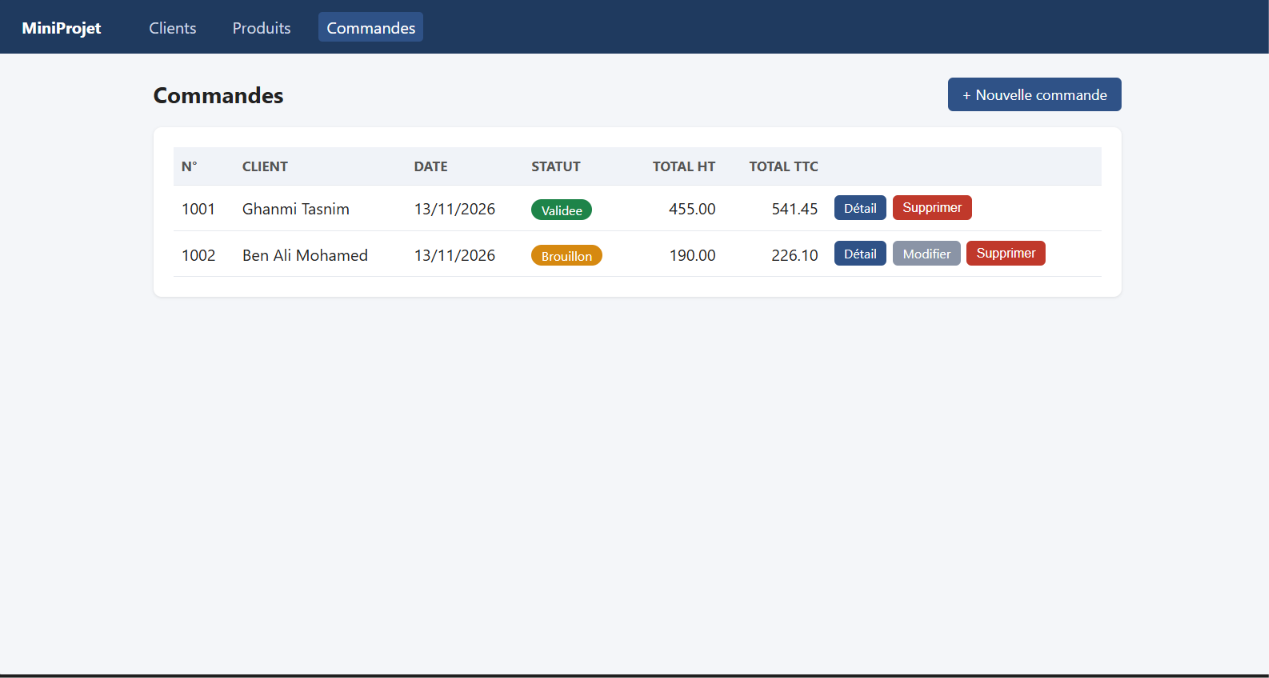 MiniProjet Clients Produits Commandes
Commandes + Nouvelle commande
N° CLIENT DATE STATUT TOTAL HT TOTAL TTC
1001 Ghanmi Tasnim 13/11/2026 Validee 455.00 541.45 Détail Supprimer
1002 Ben Ali Mohamed 13/11/2026 Brouillon 190.00 226.10 Détail Modifier Supprimer